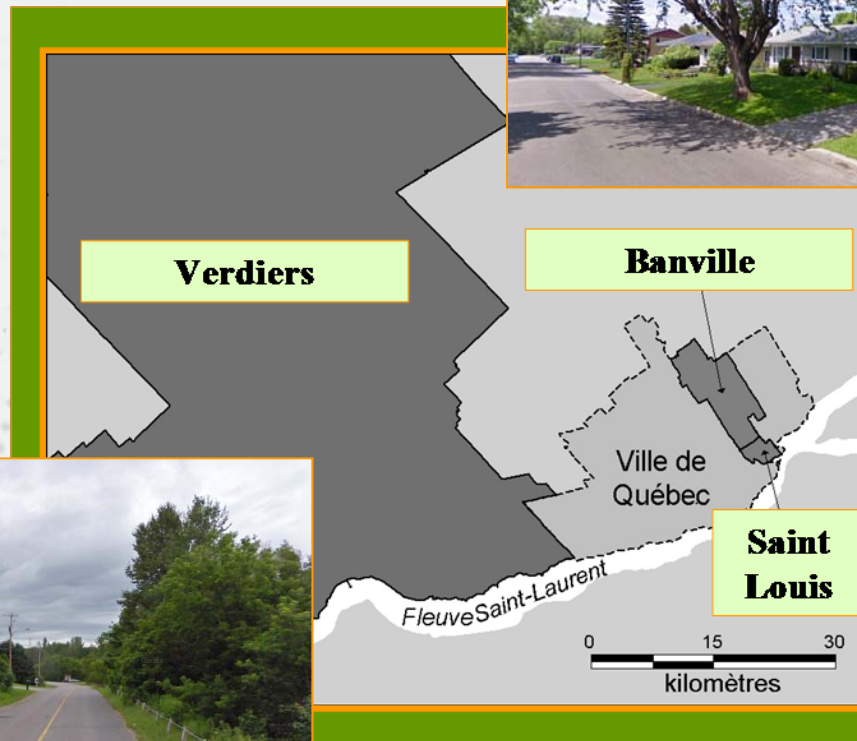 Verdiers
Banville
Ville de
Québec
Saint
Louis
FleuveSaint-Laurent
0 15 30
kilomètres